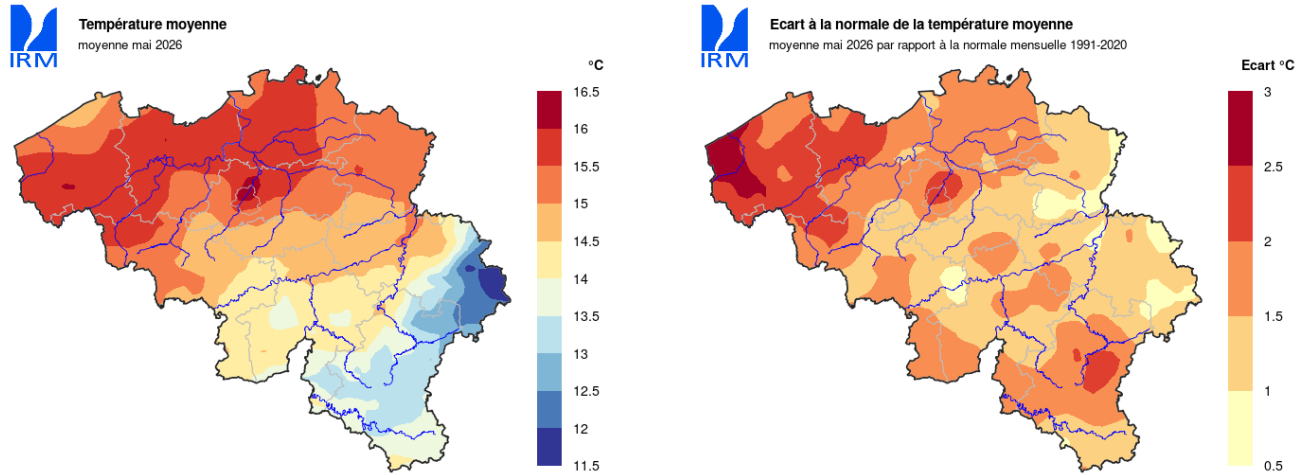 Température moyenne
moyenne mai 2026
IRM
°C
16.5
16
15.5
15
14.5
14
13.5
13
12.5
12
11.5
Ecart à la normale de la température moyenne
moyenne mai 2026 par rapport à la normale mensuelle 1991-2020
IRM
Ecart °C
3
2.5
2
1.5
1
0.5